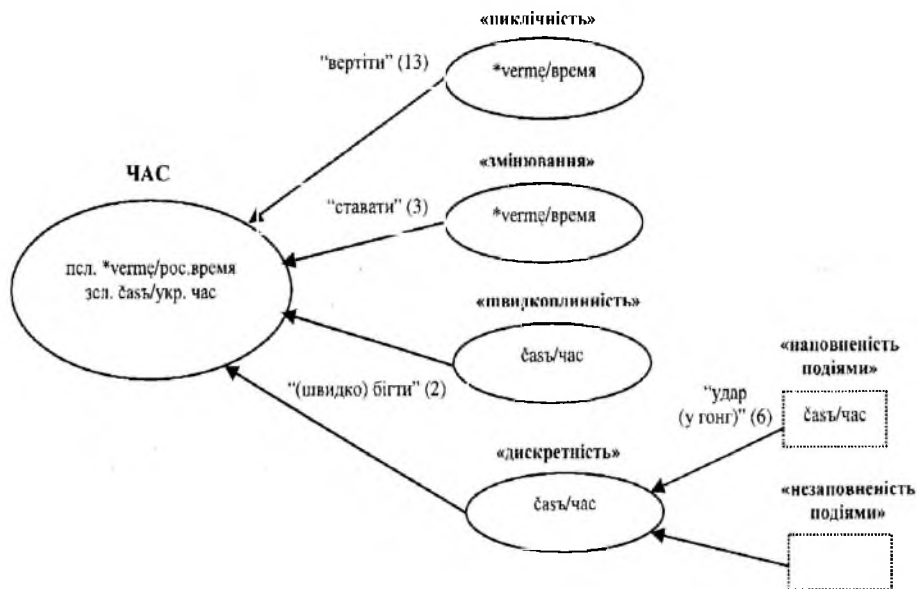 «циклічність»
“вертіти” (13)
*vermę/время
ЧАС
«змінювання»
“ставати” (3)
*vermę/время
псл. *vermę/рос.время
зсл. časъ/укр. час
«швидкоплинність»
časъ/час
“(швидко) бігти” (2)
«наповненість
подіями»
“удар
(у гонг)” (6)
časъ/час
«дискретність»
časъ/час
«незаповненість
подіями»